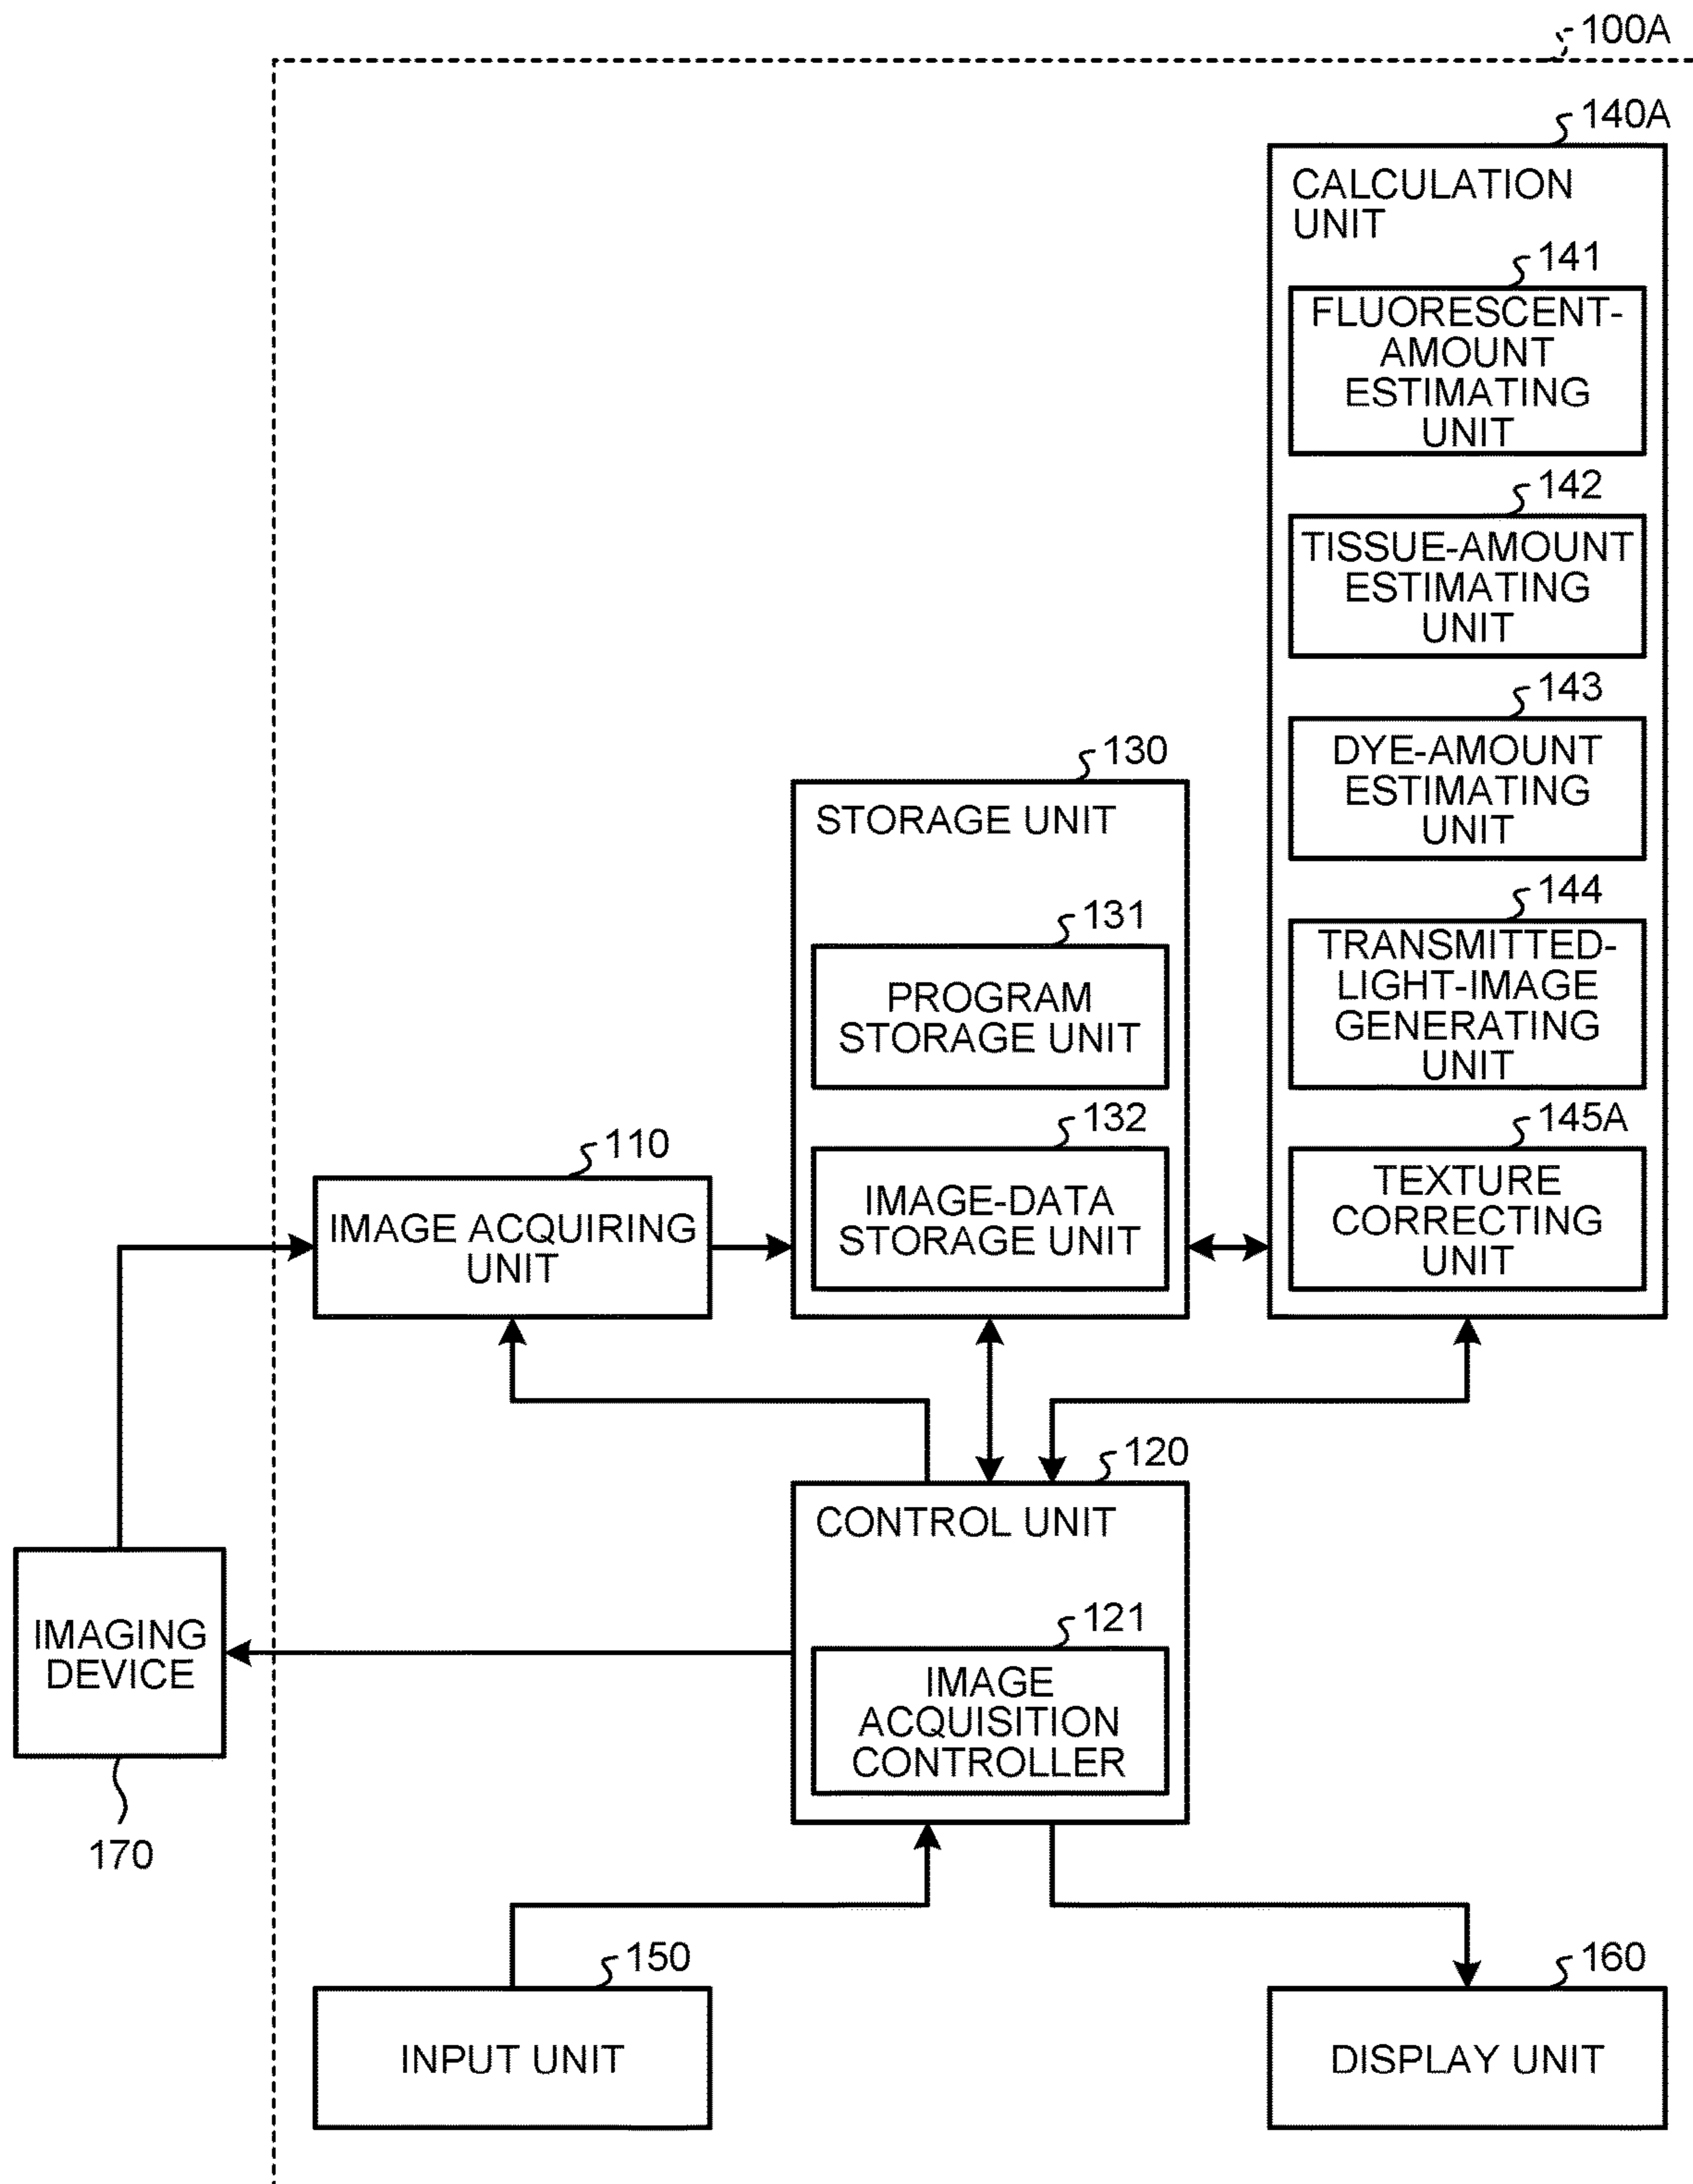 100A
140A
CALCULATION
UNIT
141
FLUORESCENT-
AMOUNT
ESTIMATING
UNIT
142
TISSUE-AMOUNT
ESTIMATING
UNIT
143
DYE-AMOUNT
ESTIMATING
UNIT
144
TRANSMITTED-
LIGHT-IMAGE
GENERATING
UNIT
145A
TEXTURE
CORRECTING
UNIT
130
STORAGE UNIT
131
PROGRAM
STORAGE UNIT
132
IMAGE-DATA
STORAGE UNIT
110
IMAGE ACQUIRING
UNIT
120
CONTROL UNIT
121
IMAGE
ACQUISITION
CONTROLLER
IMAGING
DEVICE
170
150
INPUT UNIT
160
DISPLAY UNIT